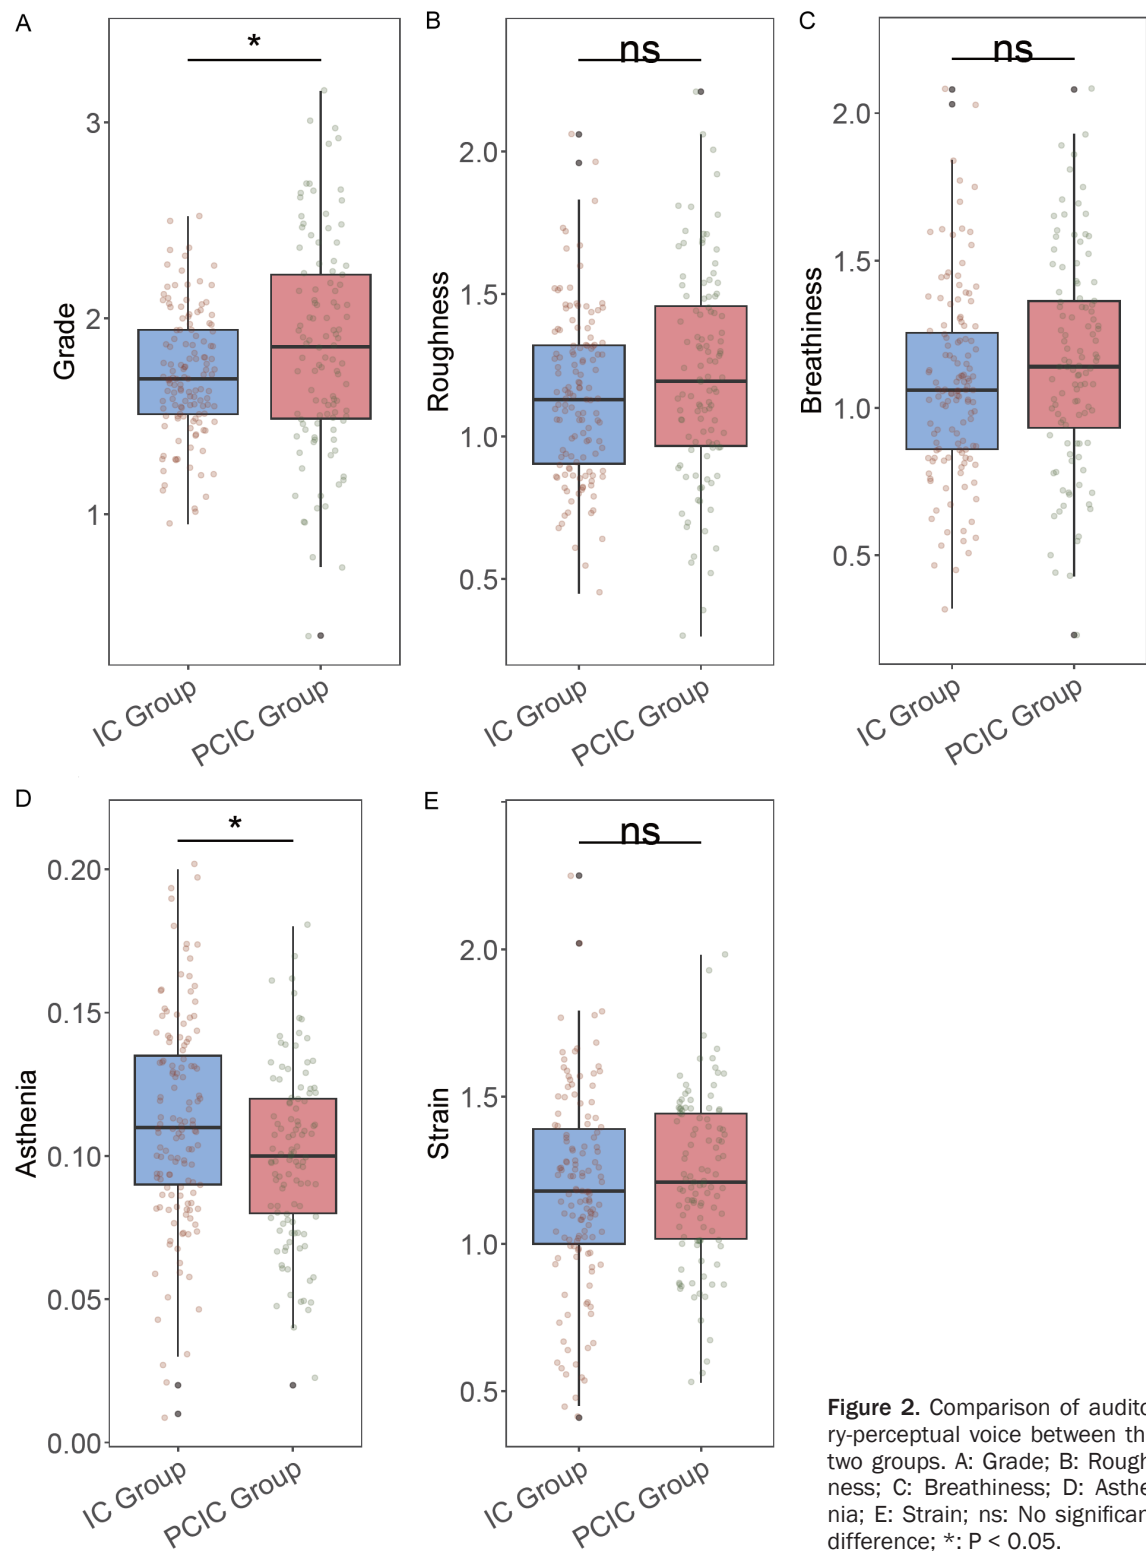 A
*
3
2
1
Grade
IC Group
PCIC Group
B
ns
2.0
1.5
1.0
0.5
Roughness
IC Group
PCIC Group
C
ns
2.0
1.5
1.0
0.5
Breathiness
IC Group
PCIC Group
D
*
0.20
0.15
0.10
0.05
0.00
Asthenia
IC Group
PCIC Group
E
ns
2.0
1.5
1.0
0.5
Strain
IC Group
PCIC Group
Figure 2. Comparison of audito
ry-perceptual voice between th
two groups. A: Grade; B: Rough
ness; C: Breathiness; D: Asthe
nia; E: Strain; ns: No significan
difference; *: P < 0.05.